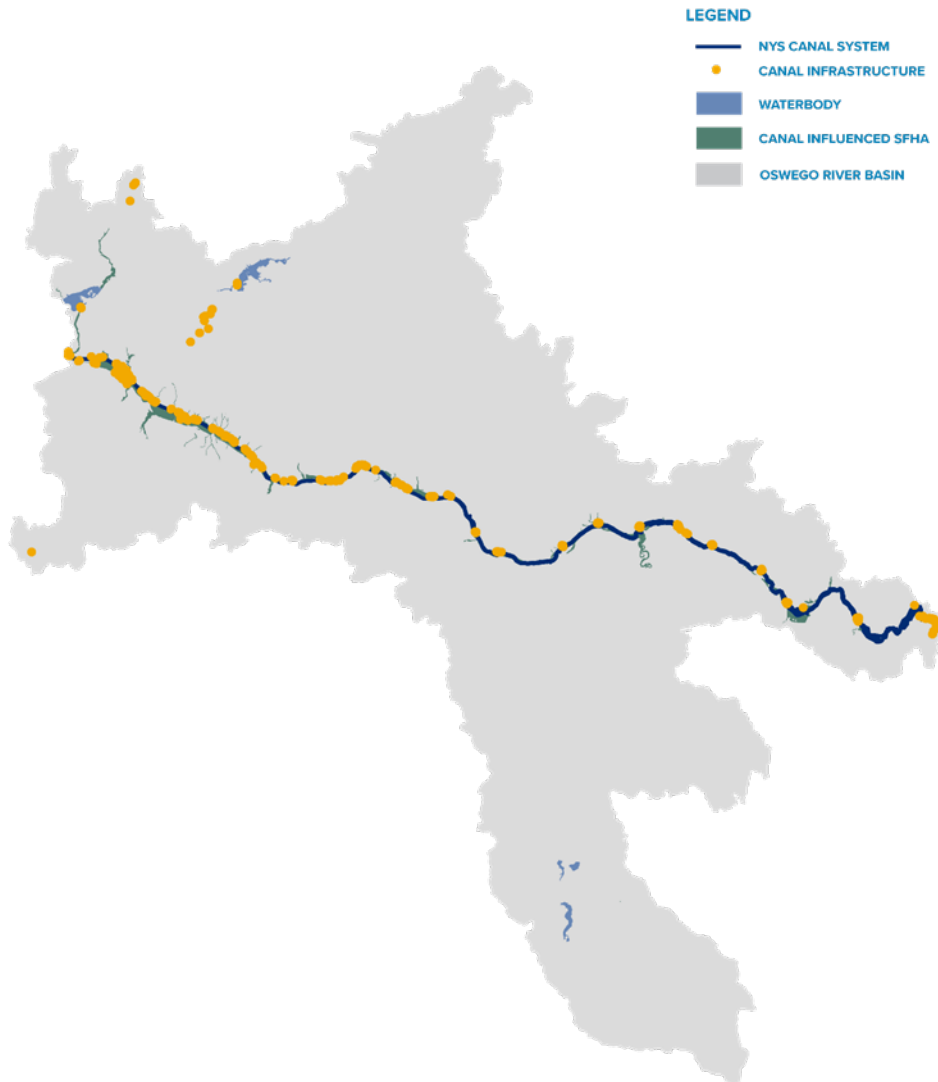 LEGEND
NYS CANAL SYSTEM
CANAL INFRASTRUCTURE
WATERBODY
CANAL INFLUENCED SFHA
OSWEGO RIVER BASIN